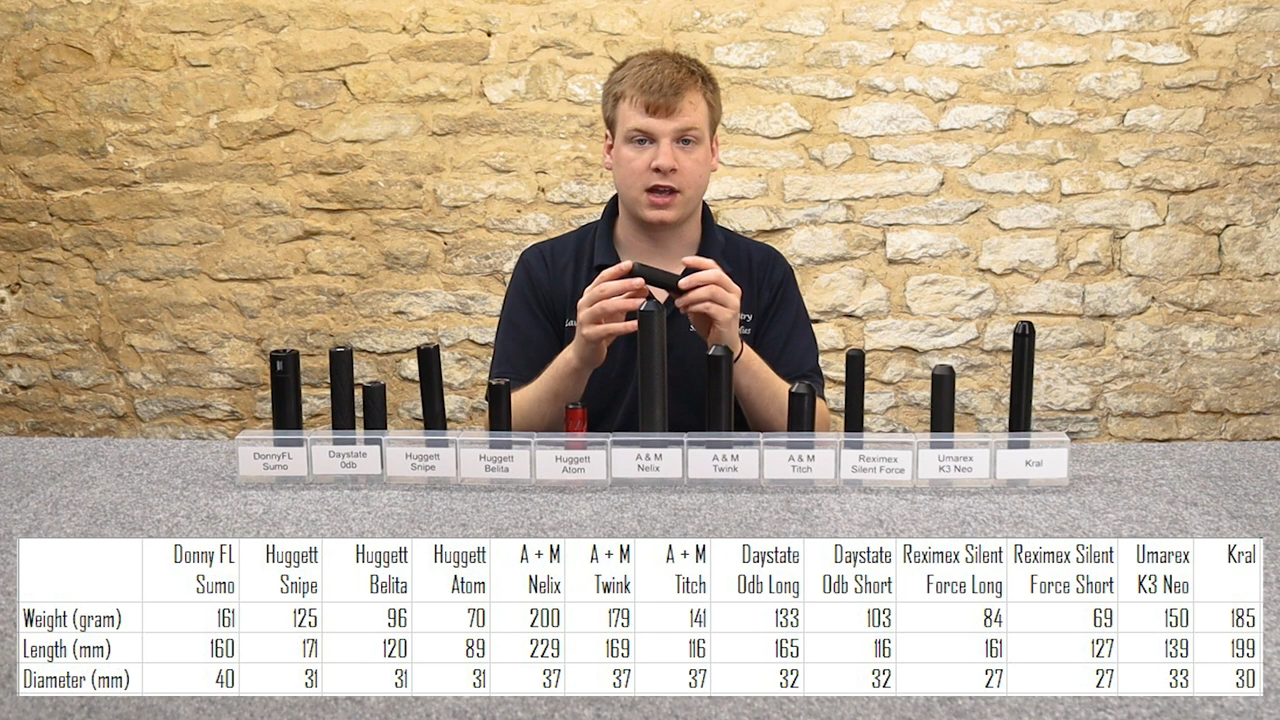 DonnyFL
Sumo
Daystate
0db
Huggett
Snipe
Huggett
Belita
Huggett
Atom
A & M
Nelix
A & M
Twink
A & M
Titch
Reximex
Silent Force
Umarex
K3 Neo
Kral
Donny FL Sumo Huggett Snipe Huggett Belita Huggett Atom A + M Nelix A + M Twink A + M Titch Daystate 0db Long Daystate 0db Short Reximex Silent Force Long Reximex Silent Force Short Umarex K3 Neo Kral
Weight (gram) 161 125 96 70 200 179 141 133 103 84 69 150 185
Length (mm) 160 171 120 89 229 169 116 165 116 161 127 139 199
Diameter (mm) 40 31 31 31 37 37 37 32 32 27 27 33 30